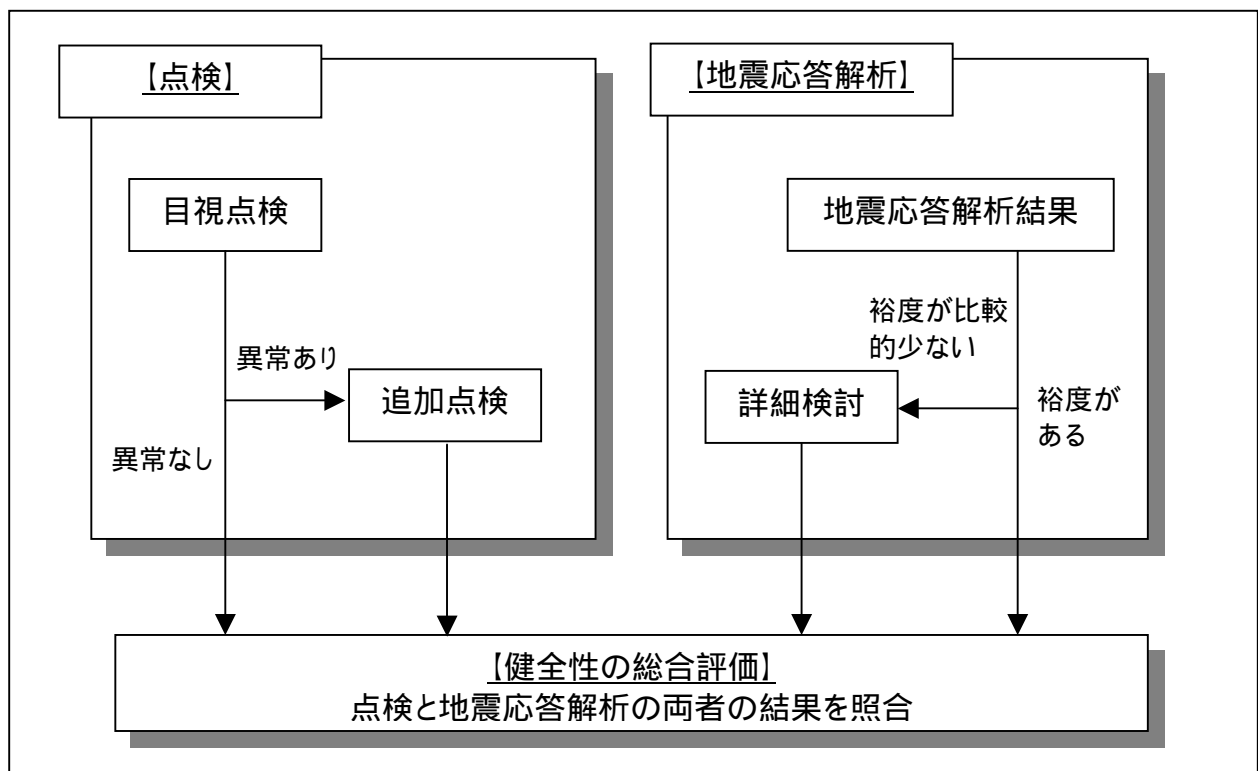 【点検】
目視点検
異常あり
追加点検
異常なし
【地震応答解析】
地震応答解析結果
裕度が比較
的少ない
詳細検討
裕度が
ある
【健全性の総合評価】
点検と地震応答解析の両者の結果を照合